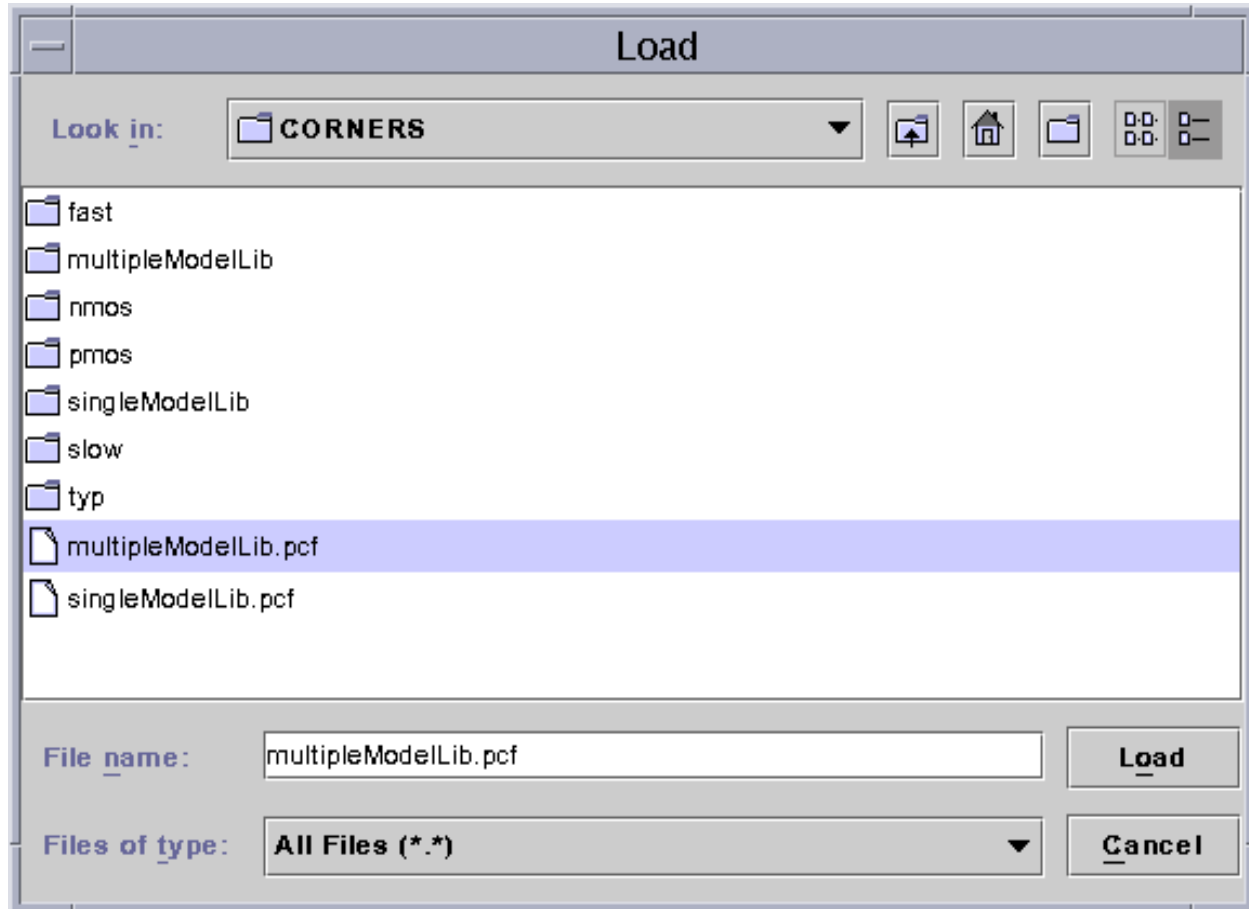 Load
Look in: CORNERS
fast
multipleModelLib
nmos
pmos
singleModelLib
slow
typ
multipleModelLib.pcf
singleModelLib.pcf
File name: multipleModelLib.pcf Load
Files of type: All Files (*.*) Cancel